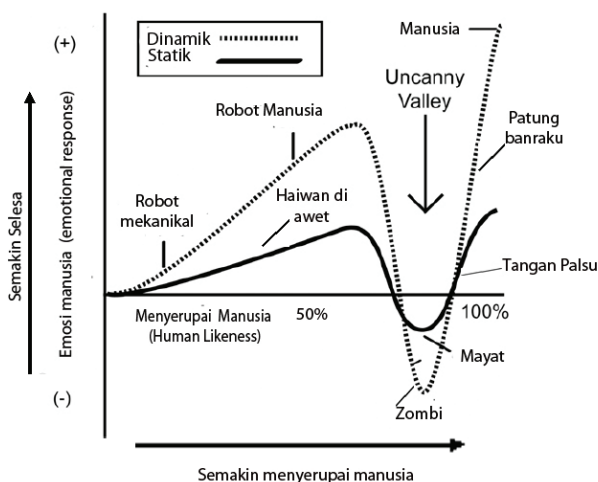 (+)
Dinamik
Statik
Manusia
Uncanny
Valley
Robot Manusia
Patung
banraku
Robot
mekanikal
Haiwan di
awet
Semakin Selesa
Emosi manusia (emotional response)
Tangan Palsu
Menyerupai Manusia
(Human Likeness)
50%
100%
Mayat
(-)
Zombi
Semakin menyerupai manusia